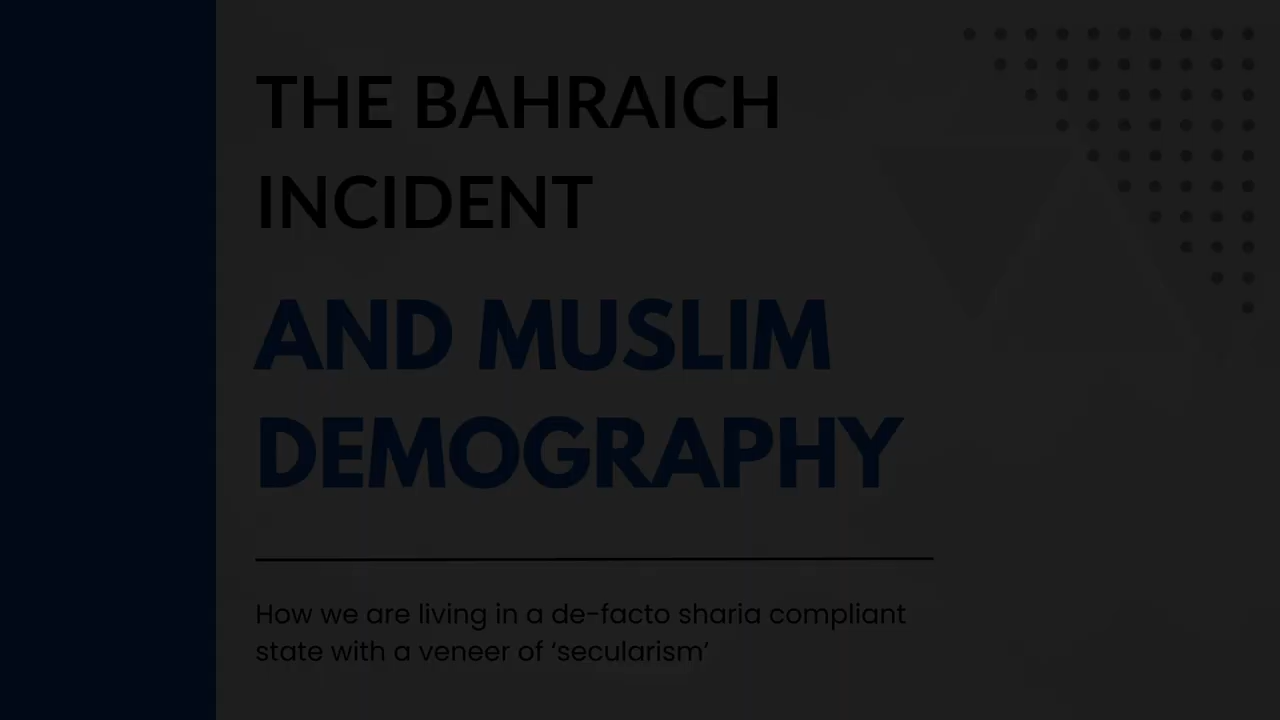 THE BAHRAICH
INCIDENT
AND MUSLIM
DEMOGRAPHY
How we are living in a de-facto sharia compliant
state with a veneer of ‘secularism’